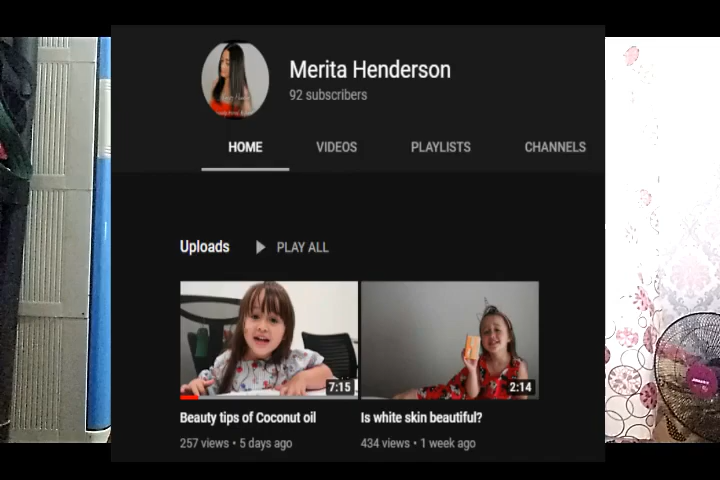 Merita Henderson
92 subscribers
HOME VIDEOS PLAYLISTS CHANNELS
Uploads PLAY ALL
7:15
2:14
Beauty tips of Coconut oil
Is white skin beautiful?
257 views • 5 days ago
434 views • 1 week ago